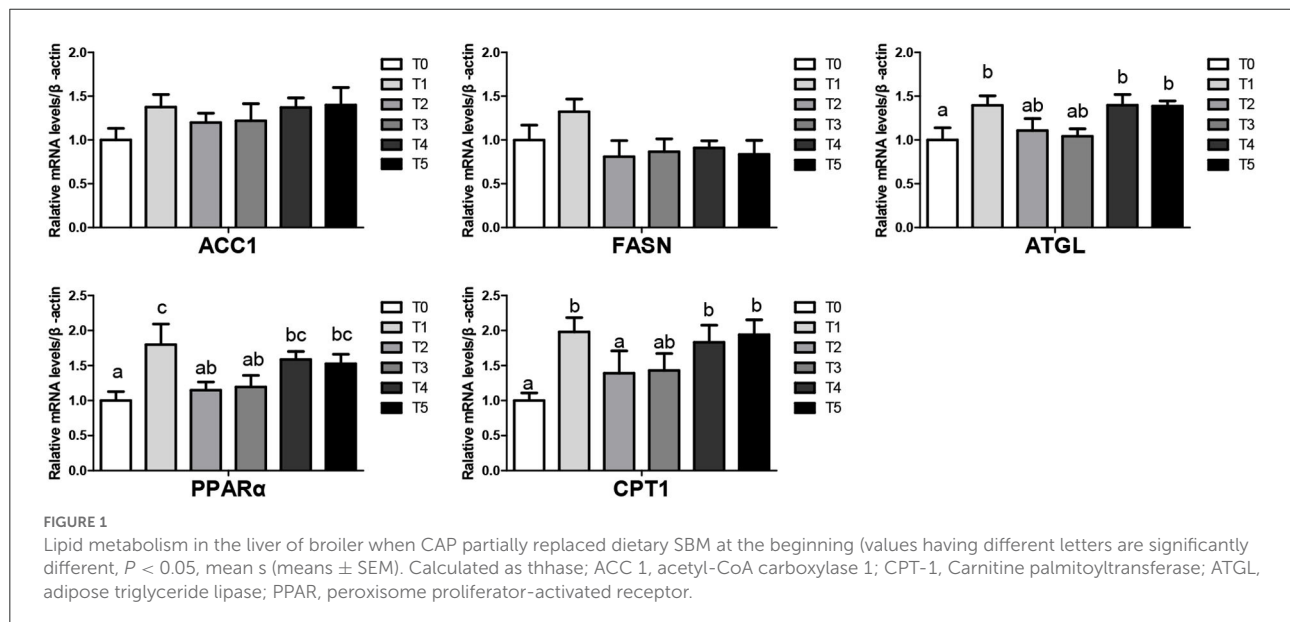 Ralative mRNA levels/β -actin
2.0
1.5
1.0
0.5
0.0
ACC1
T0
T1
T2
T3
T4
T5
Ralative mRNA levels/β -actin
2.0
1.5
1.0
0.5
0.0
FASN
T0
T1
T2
T3
T4
T5
Ralative mRNA levels/β -actin
2.0
1.5
1.0
0.5
0.0
a
b
ab
ab
b
b
ATGL
T0
T1
T2
T3
T4
T5
Ralative mRNA levels/β -actin
2.5
2.0
1.5
1.0
0.5
0.0
a
c
ab
ab
bc
bc
PPARα
T0
T1
T2
T3
T4
T5
Ralative mRNA levels/β -actin
2.5
2.0
1.5
1.0
0.5
0.0
a
b
a
ab
b
b
CPT1
T0
T1
T2
T3
T4
T5
FIGURE 1
Lipid metabolism in the liver of broiler when CAP partially replaced dietary SBM at the beginning (values having different letters are significantly
different, P < 0.05, mean s (means ± SEM). Calculated as thhase; ACC 1, acetyl-CoA carboxylase 1; CPT-1, Carnitine palmitoyltransferase; ATGL,
adipose triglyceride lipase; PPAR, peroxisome proliferator-activated receptor.